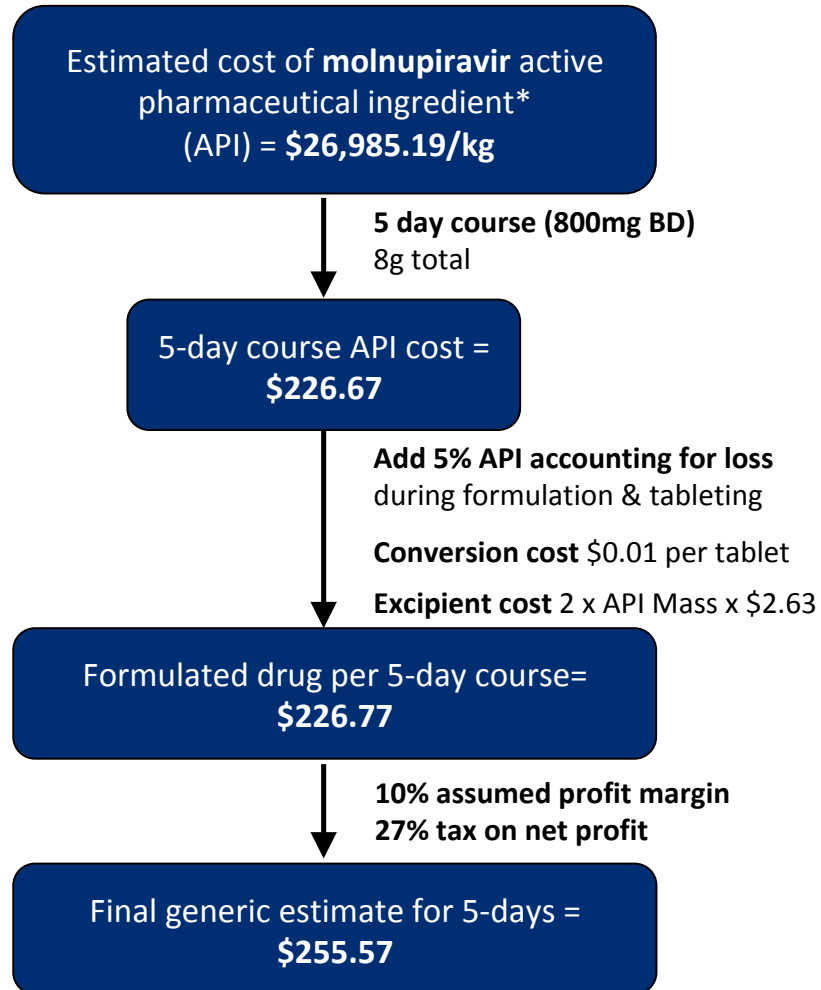 Estimated cost of molnupiravir active
pharmaceutical ingredient*
(API) = $26,985.19/kg
5 day course (800mg BD)
8g total
5-day course API cost =
$226.67
Add 5% API accounting for loss
during formulation & tableting
Conversion cost $0.01 per tablet
Excipient cost 2 x API Mass x $2.63
Formulated drug per 5-day course=
$226.77
10% assumed profit margin
27% tax on net profit
Final generic estimate for 5-days =
$255.57